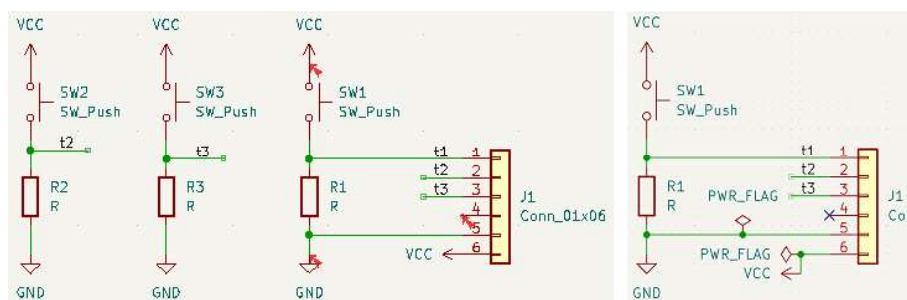 VCC
SW2
SW_Push
t2
R2
R
GND
VCC
SW3
SW_Push
t3
R3
R
GND
VCC
SW1
SW_Push
t1
t2
t3
1
2
3
4
5
6
R1
R
J1
Conn_01x06
VCC
GND
VCC
SW1
SW_Push
t1
t2
t3
1
2
3
4
5
6
R1
R
PWR_FLAG
J1
Co
PWR_FLAG
VCC
GND